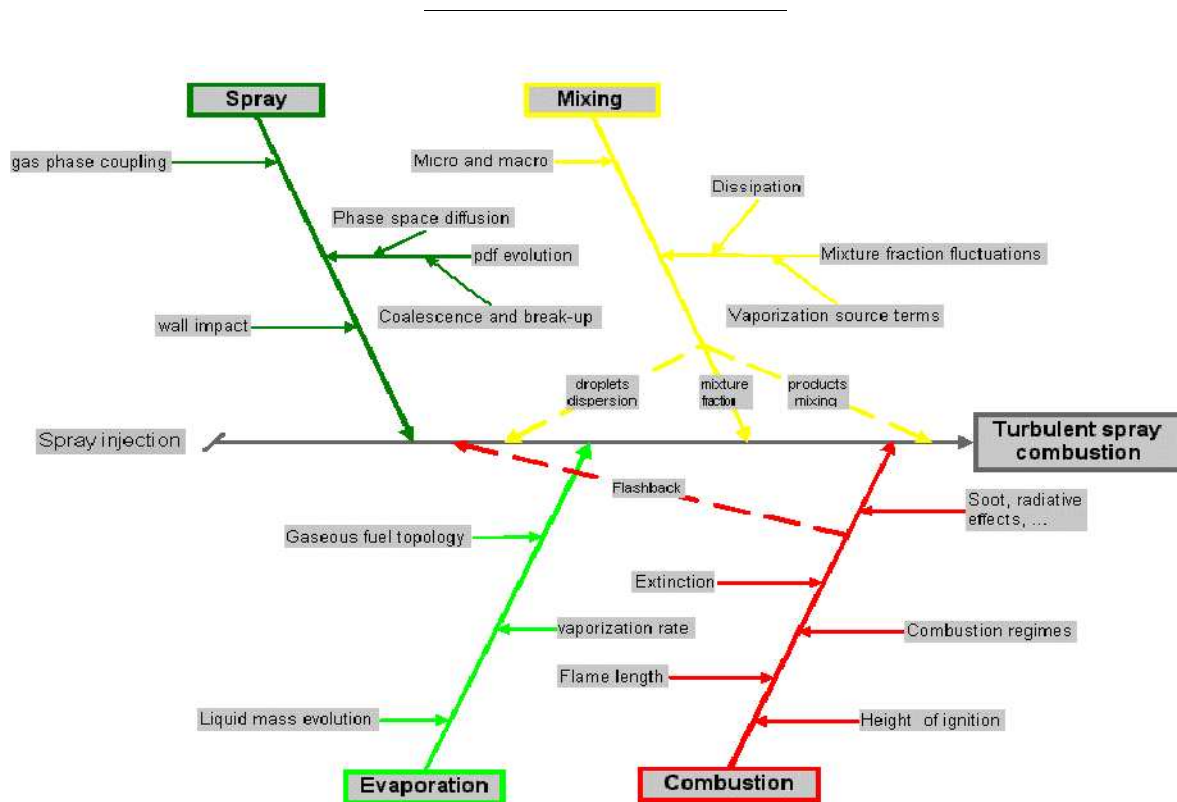 Spray
Mixing
gas phase coupling
Micro and macro
Dissipation
Phase space diffusion
pdf evolution
Mixture fraction fluctuations
Coalescence and break-up
Vaporization source terms
wall impact
droplets
dispersion
mixture
fraction
products
mixing
Spray injection
Turbulent spray
combustion
Flashback
Soot, radiative
effects, ...
Gaseous fuel topology
Extinction
vaporization rate
Combustion regimes
Flame length
Liquid mass evolution
Height of ignition
Evaporation
Combustion